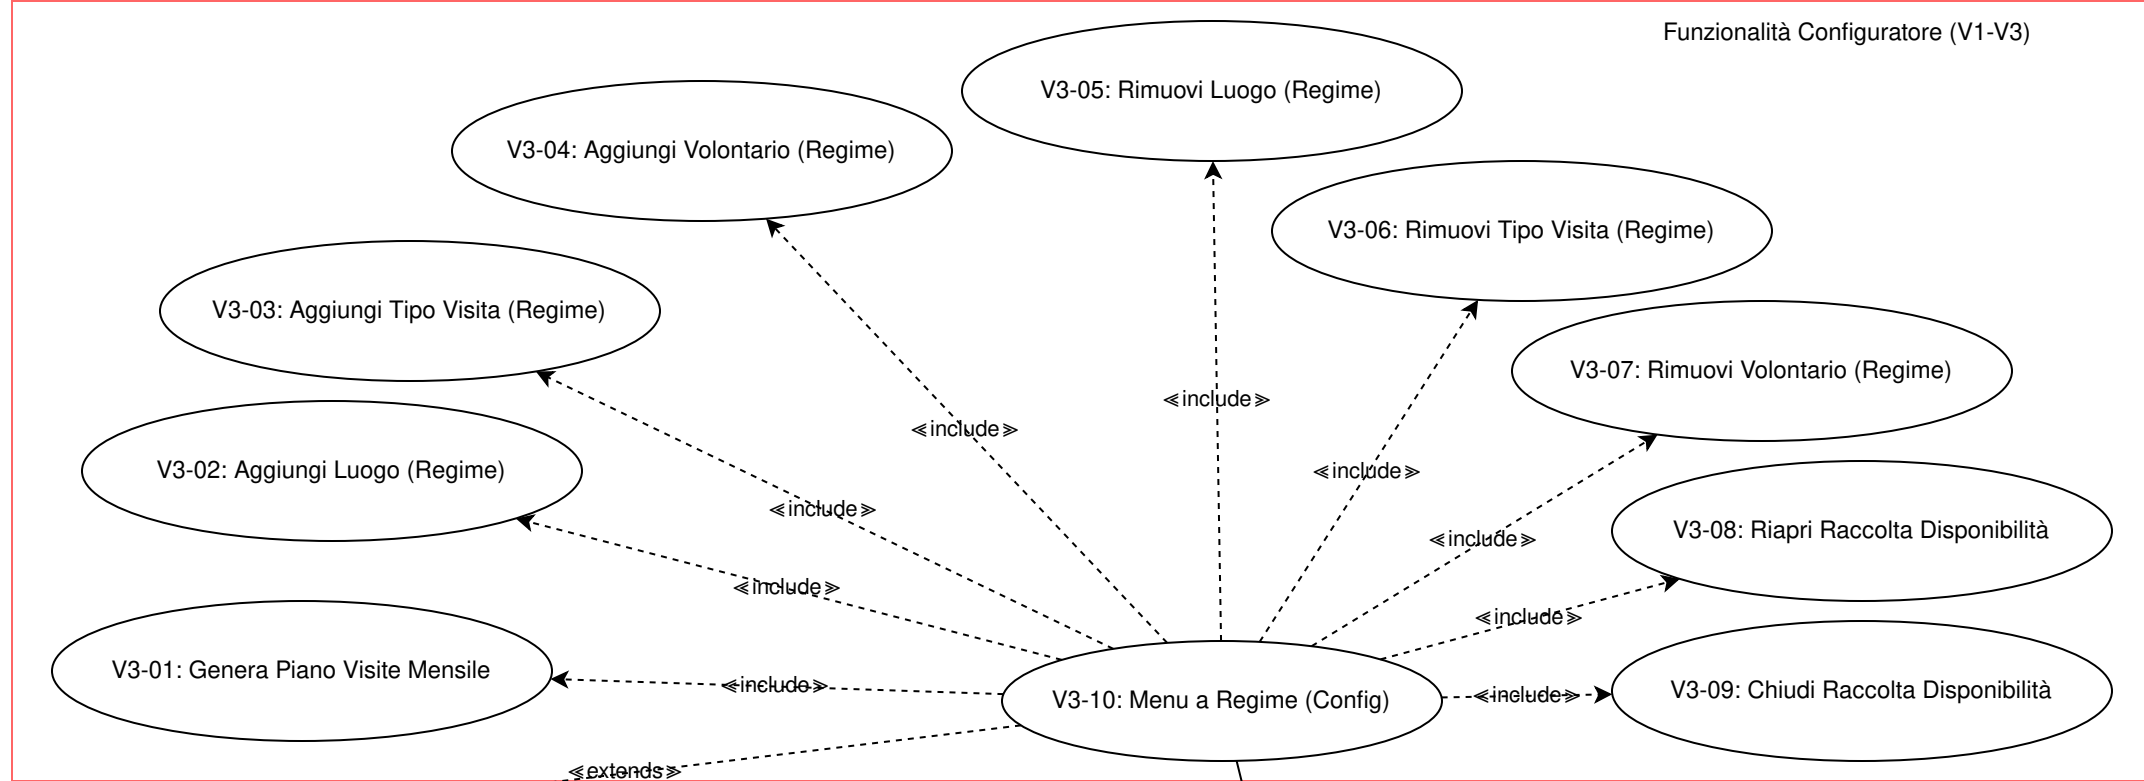 Funzionalità Configuratore (V1-V3)
V3-05: Rimuovi Luogo (Regime)
V3-04: Aggiungi Volontario (Regime)
V3-06: Rimuovi Tipo Visita (Regime)
V3-03: Aggiungi Tipo Visita (Regime)
V3-07: Rimuovi Volontario (Regime)
≪include≫
≪include≫
V3-02: Aggiungi Luogo (Regime)
≪include≫
≪include≫
V3-08: Riapri Raccolta Disponibilità
≪include≫
≪include≫
≪include≫
V3-01: Genera Piano Visite Mensile
≪include≫
V3-10: Menu a Regime (Config)
≪include≫
V3-09: Chiudi Raccolta Disponibilità
≪extends≫